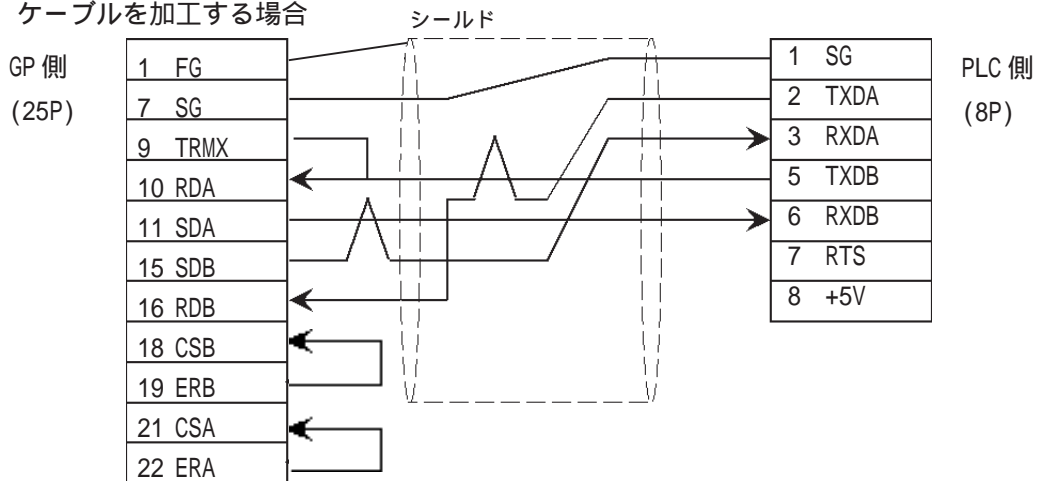 ケーブルを加工する場合
シールド
GP 側
(25P)
1 FG
7 SG
9 TRMX
10 RDA
11 SDA
15 SDB
16 RDB
18 CSB
19 ERB
21 CSA
22 ERA
1 SG
2 TXDA
3 RXDA
5 TXDB
6 RXDB
7 RTS
8 +5V
PLC 側
(8P)